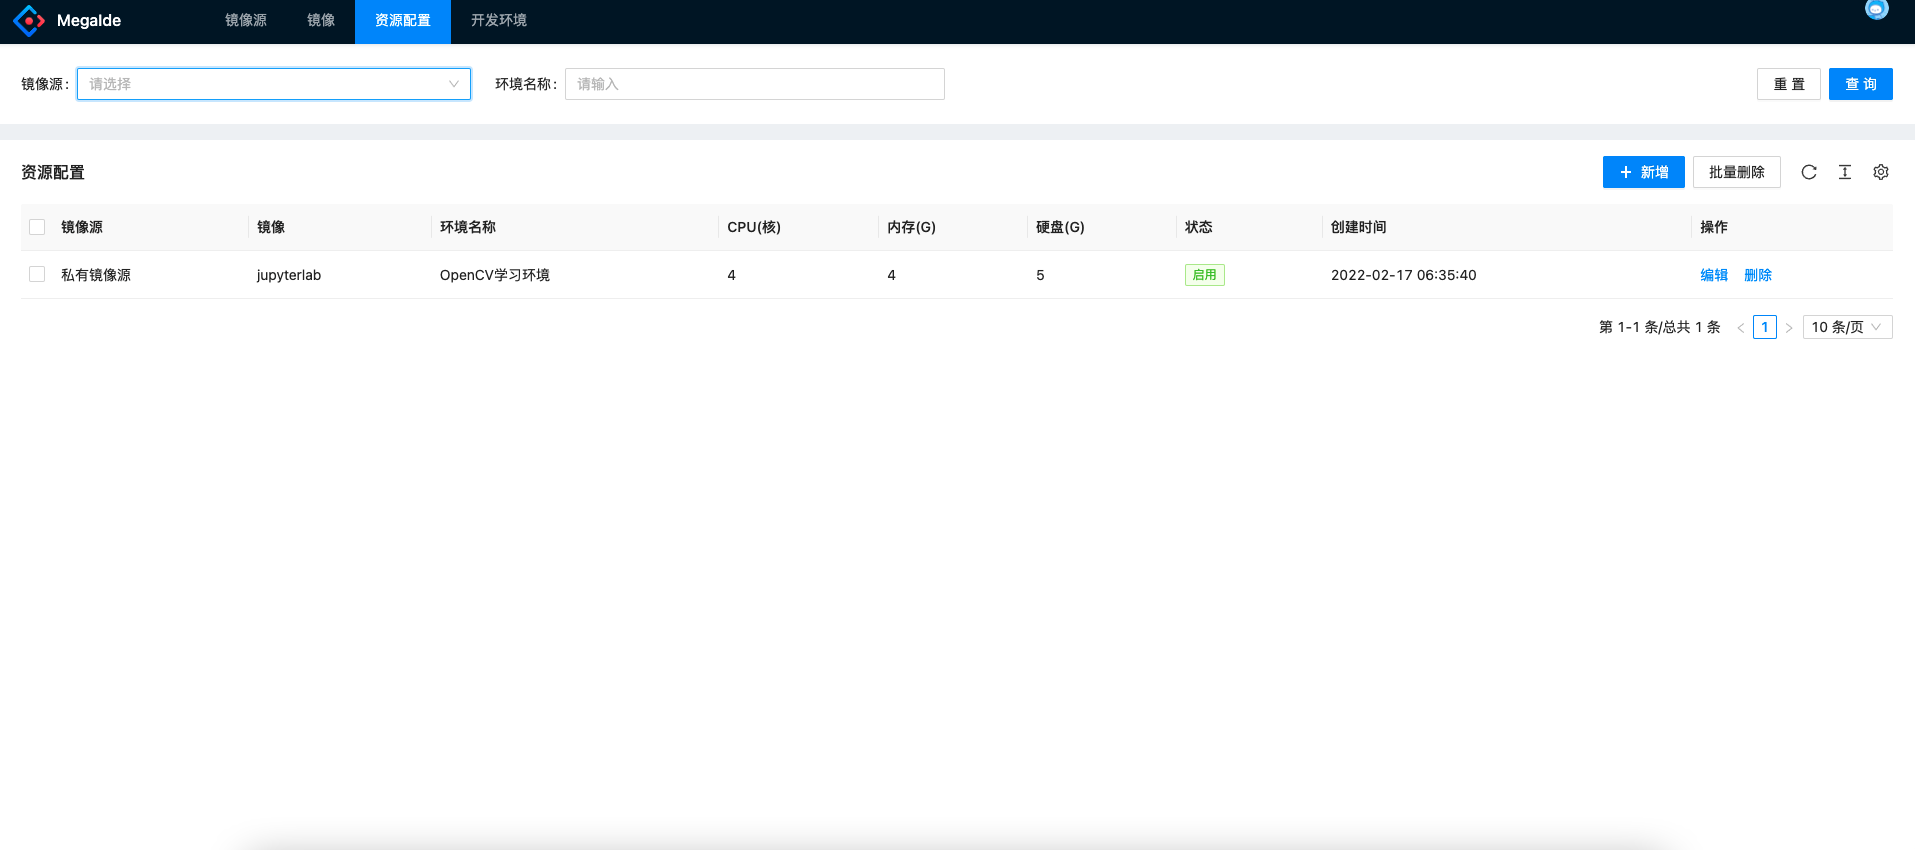 MegaIde 镜像源 镜像 资源配置 开发环境
镜像源: 请选择 环境名称: 请输入 重 置 查 询
资源配置 新增 批量删除
镜像源 镜像 环境名称 CPU(核) 内存(G) 硬盘(G) 状态 创建时间 操作
私有镜像源 jupyterlab OpenCV学习环境 4 4 5 启用 2022-02-17 06:35:40 编辑 删除
第 1-1 条/总共 1 条 1 10 条/页